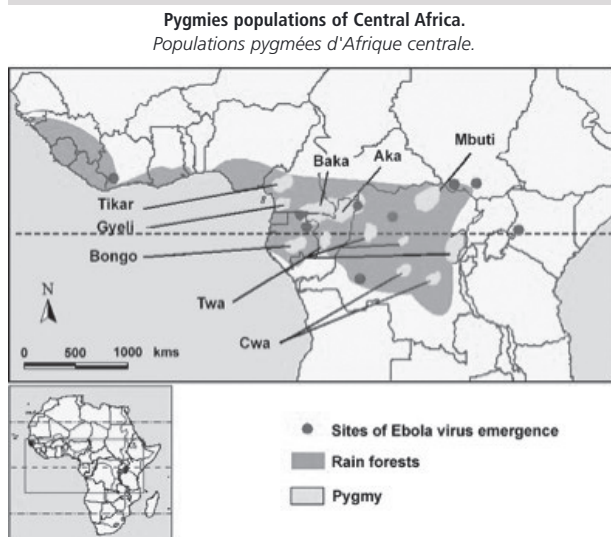 Pygmies populations of Central Africa.
Populations pygmées d'Afrique centrale.
Mbuti
Baka
Aka
Tikar
Gyeli
Bongo
Twa
Cwa
N
0 500 1000 kms
Sites of Ebola virus emergence
Rain forests
Pygmy